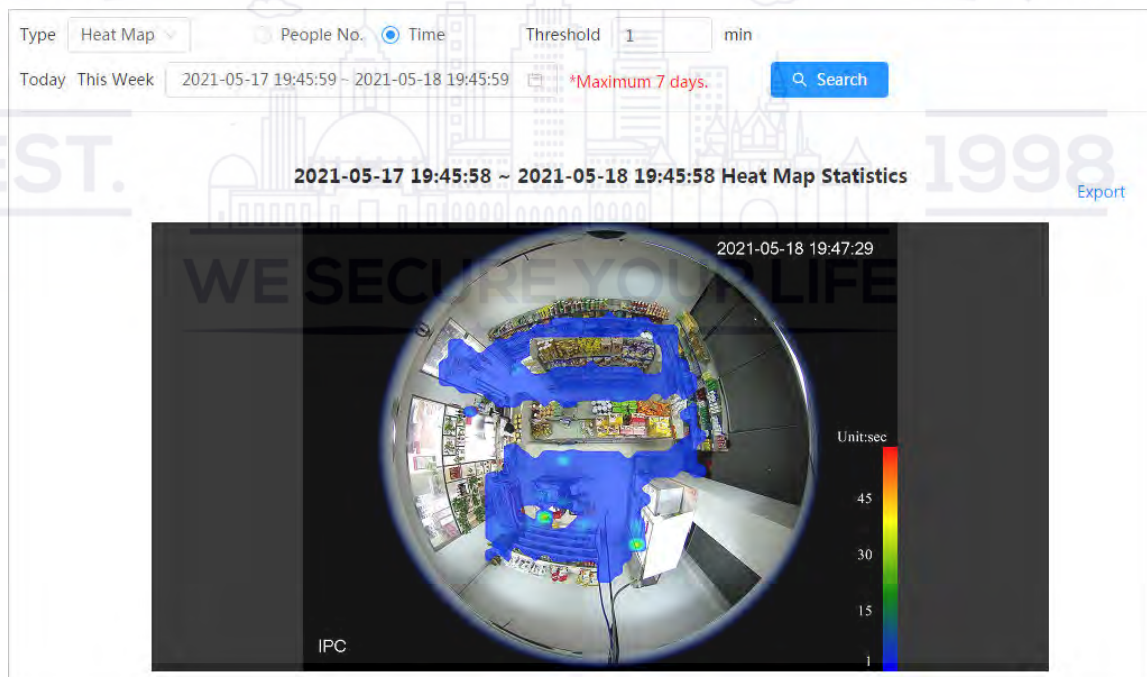 Type Heat Map People No. Time Threshold 1 min
Today This Week 2021-05-17 19:45:59 ~ 2021-05-18 19:45:59 *Maximum 7 days. Search
EST. 1998
2021-05-17 19:45:58 ~ 2021-05-18 19:45:58 Heat Map Statistics
Export
2021-05-18 19:47:29
WE SECURE YOUR LIFE
Unit:sec
45
30
15
IPC
1